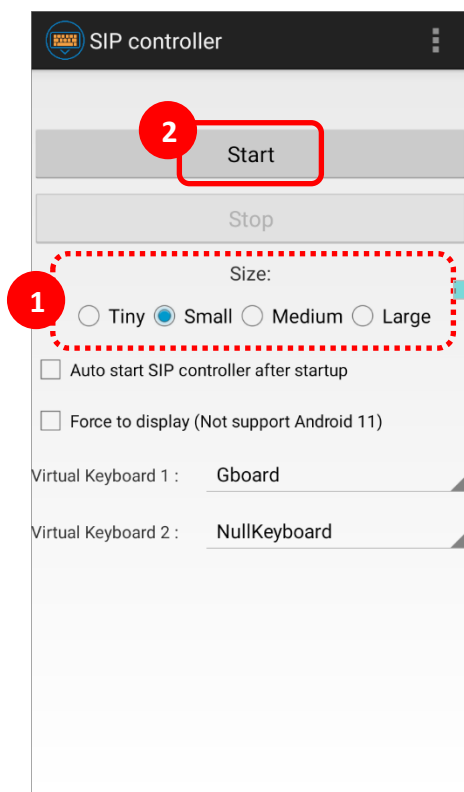 SIP controller
2
Start
Stop
Size:
1
Tiny Small Medium Large
Auto start SIP controller after startup
Force to display (Not support Android 11)
Virtual Keyboard 1 : Gboard
Virtual Keyboard 2 : NullKeyboard